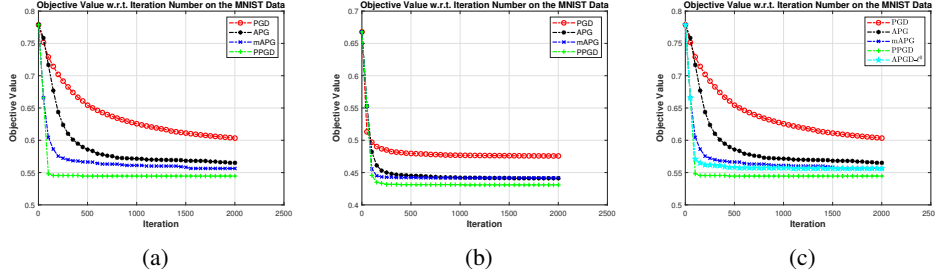 Objective Value w.r.t. Iteration Number on the MNIST Data
0.8
0.75
0.7
0.65
0.6
0.55
0.5
Objective Value
0
500
1000
1500
2000
2500
Iteration
PGD
APG
mAPG
PPGD
(a)
Objective Value w.r.t. Iteration Number on the MNIST Data
0.7
0.65
0.6
0.55
0.5
0.45
0.4
Objective Value
0
500
1000
1500
2000
2500
Iteration
PGD
APG
mAPG
PPGD
(b)
Objective Value w.r.t. Iteration Number on the MNIST Data
0.8
0.75
0.7
0.65
0.6
0.55
0.5
Objective Value
0
500
1000
1500
2000
2500
Iteration
PGD
APG
mAPG
PPGD
APGD-ℓ⁰
(c)